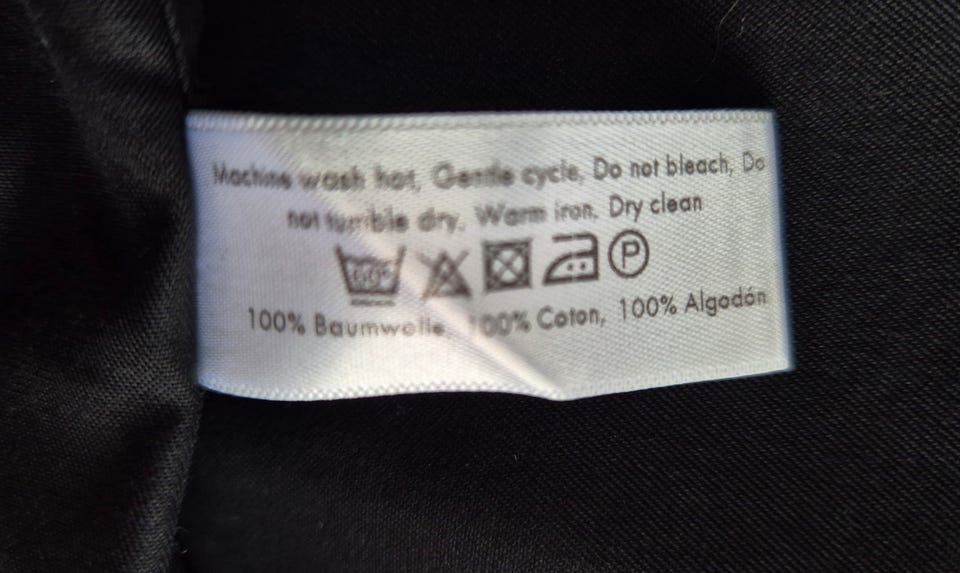 Machine wash hot, Gentle cycle, Do not bleach, Do
not tumble dry, Warm iron, Dry clean
60° P
100% Baumwolle, 100% Coton, 100% Algodón